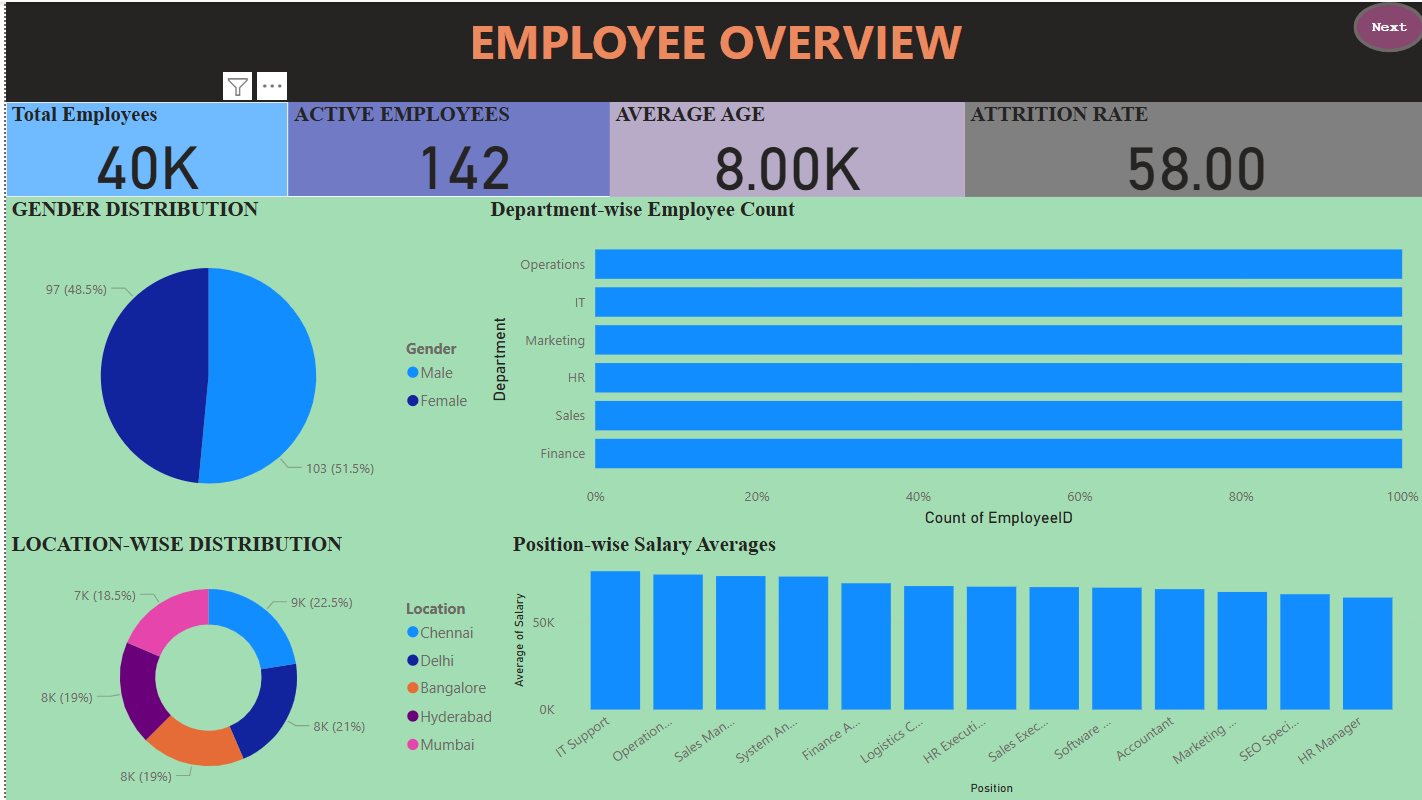 EMPLOYEE OVERVIEW
Next
Total Employees
40K
ACTIVE EMPLOYEES
142
AVERAGE AGE
8.00K
ATTRITION RATE
58.00
GENDER DISTRIBUTION
97 (48.5%)
103 (51.5%)
Gender
Male
Female
Department-wise Employee Count
Department
Operations
IT
Marketing
HR
Sales
Finance
0% 20% 40% 60% 80% 100%
Count of EmployeeID
LOCATION-WISE DISTRIBUTION
7K (18.5%)
9K (22.5%)
8K (19%)
8K (21%)
8K (19%)
Location
Chennai
Delhi
Bangalore
Hyderabad
Mumbai
Position-wise Salary Averages
Average of Salary
50K
0K
IT Support
Operation...
Sales Man...
System An...
Finance A...
Logistics C...
HR Executi...
Sales Exec...
Software ...
Accountant
Marketing ...
SEO Speci...
HR Manager
Position